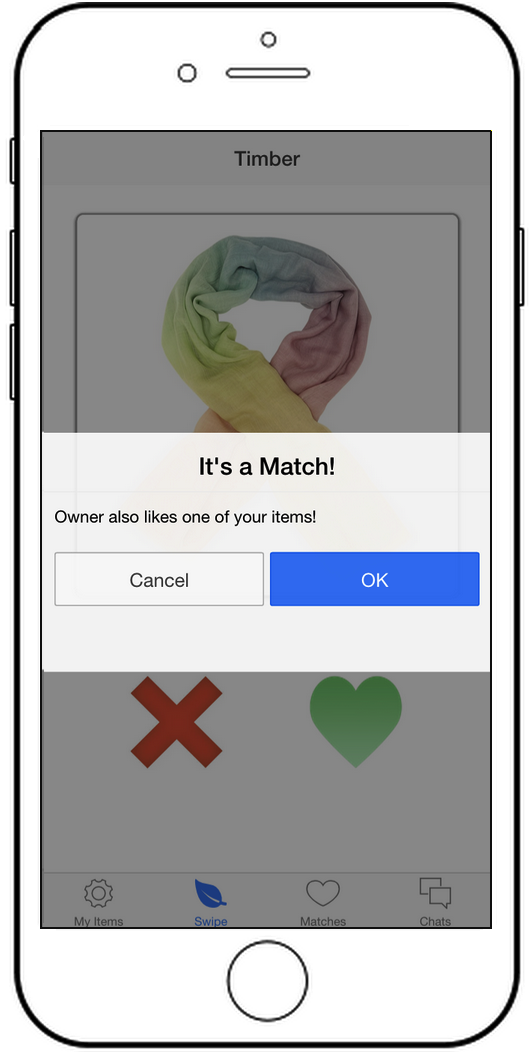 Timber
It's a Match!
Owner also likes one of your items!
Cancel
OK
My Items
Swipe
Matches
Chats